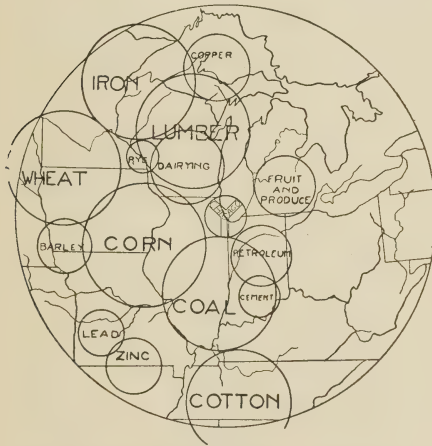 COPPER
IRON
LUMBER
RYE
DAIRYING
WHEAT
FRUIT
AND
PRODUCE
BARLEY
CORN
PETROLEUM
COAL
CEMENT
LEAD
ZINC
COTTON